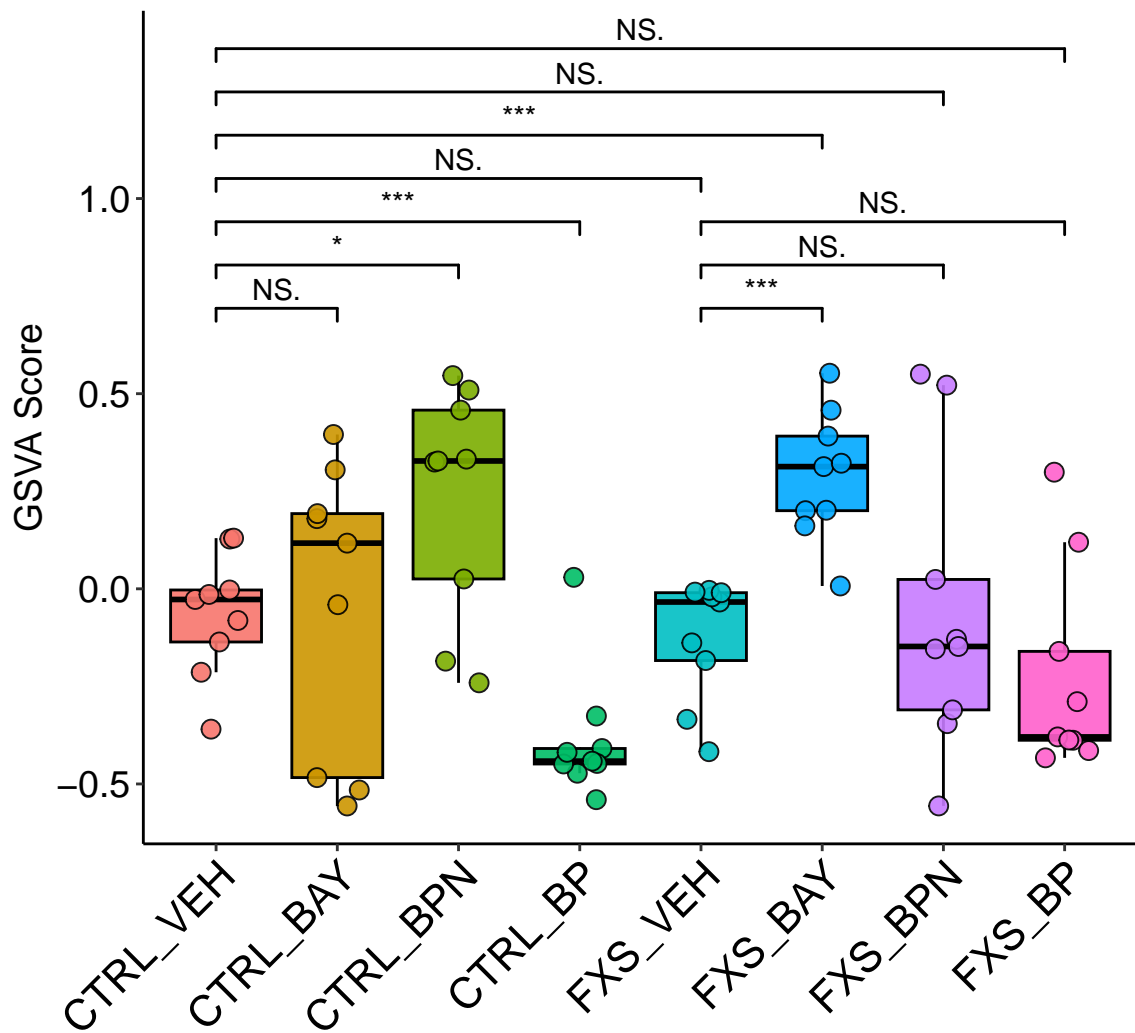 NS.
NS.
***
NS.
***
NS.
*
NS.
NS.
***
1.0
0.5
0.0
−0.5
GSVA Score
CTRL_VEH
CTRL_BAY
CTRL_BPN
CTRL_BP
FXS_VEH
FXS_BAY
FXS_BPN
FXS_BP